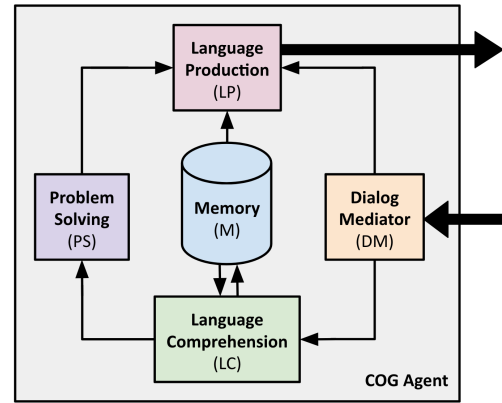 Language
Production
(LP)
Problem
Solving
(PS)
Memory
(M)
Dialog
Mediator
(DM)
Language
Comprehension
(LC)
COG Agent